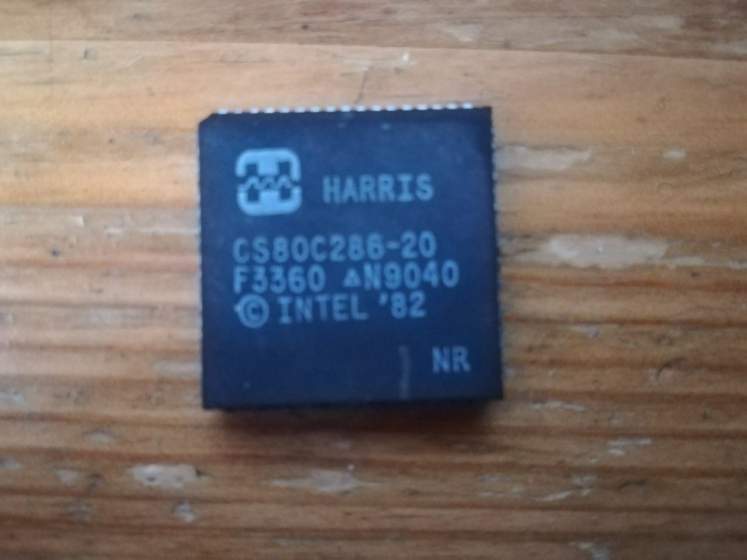 HARRIS
CS80C286-20
F3360 ▵N9040
© INTEL '82
NR